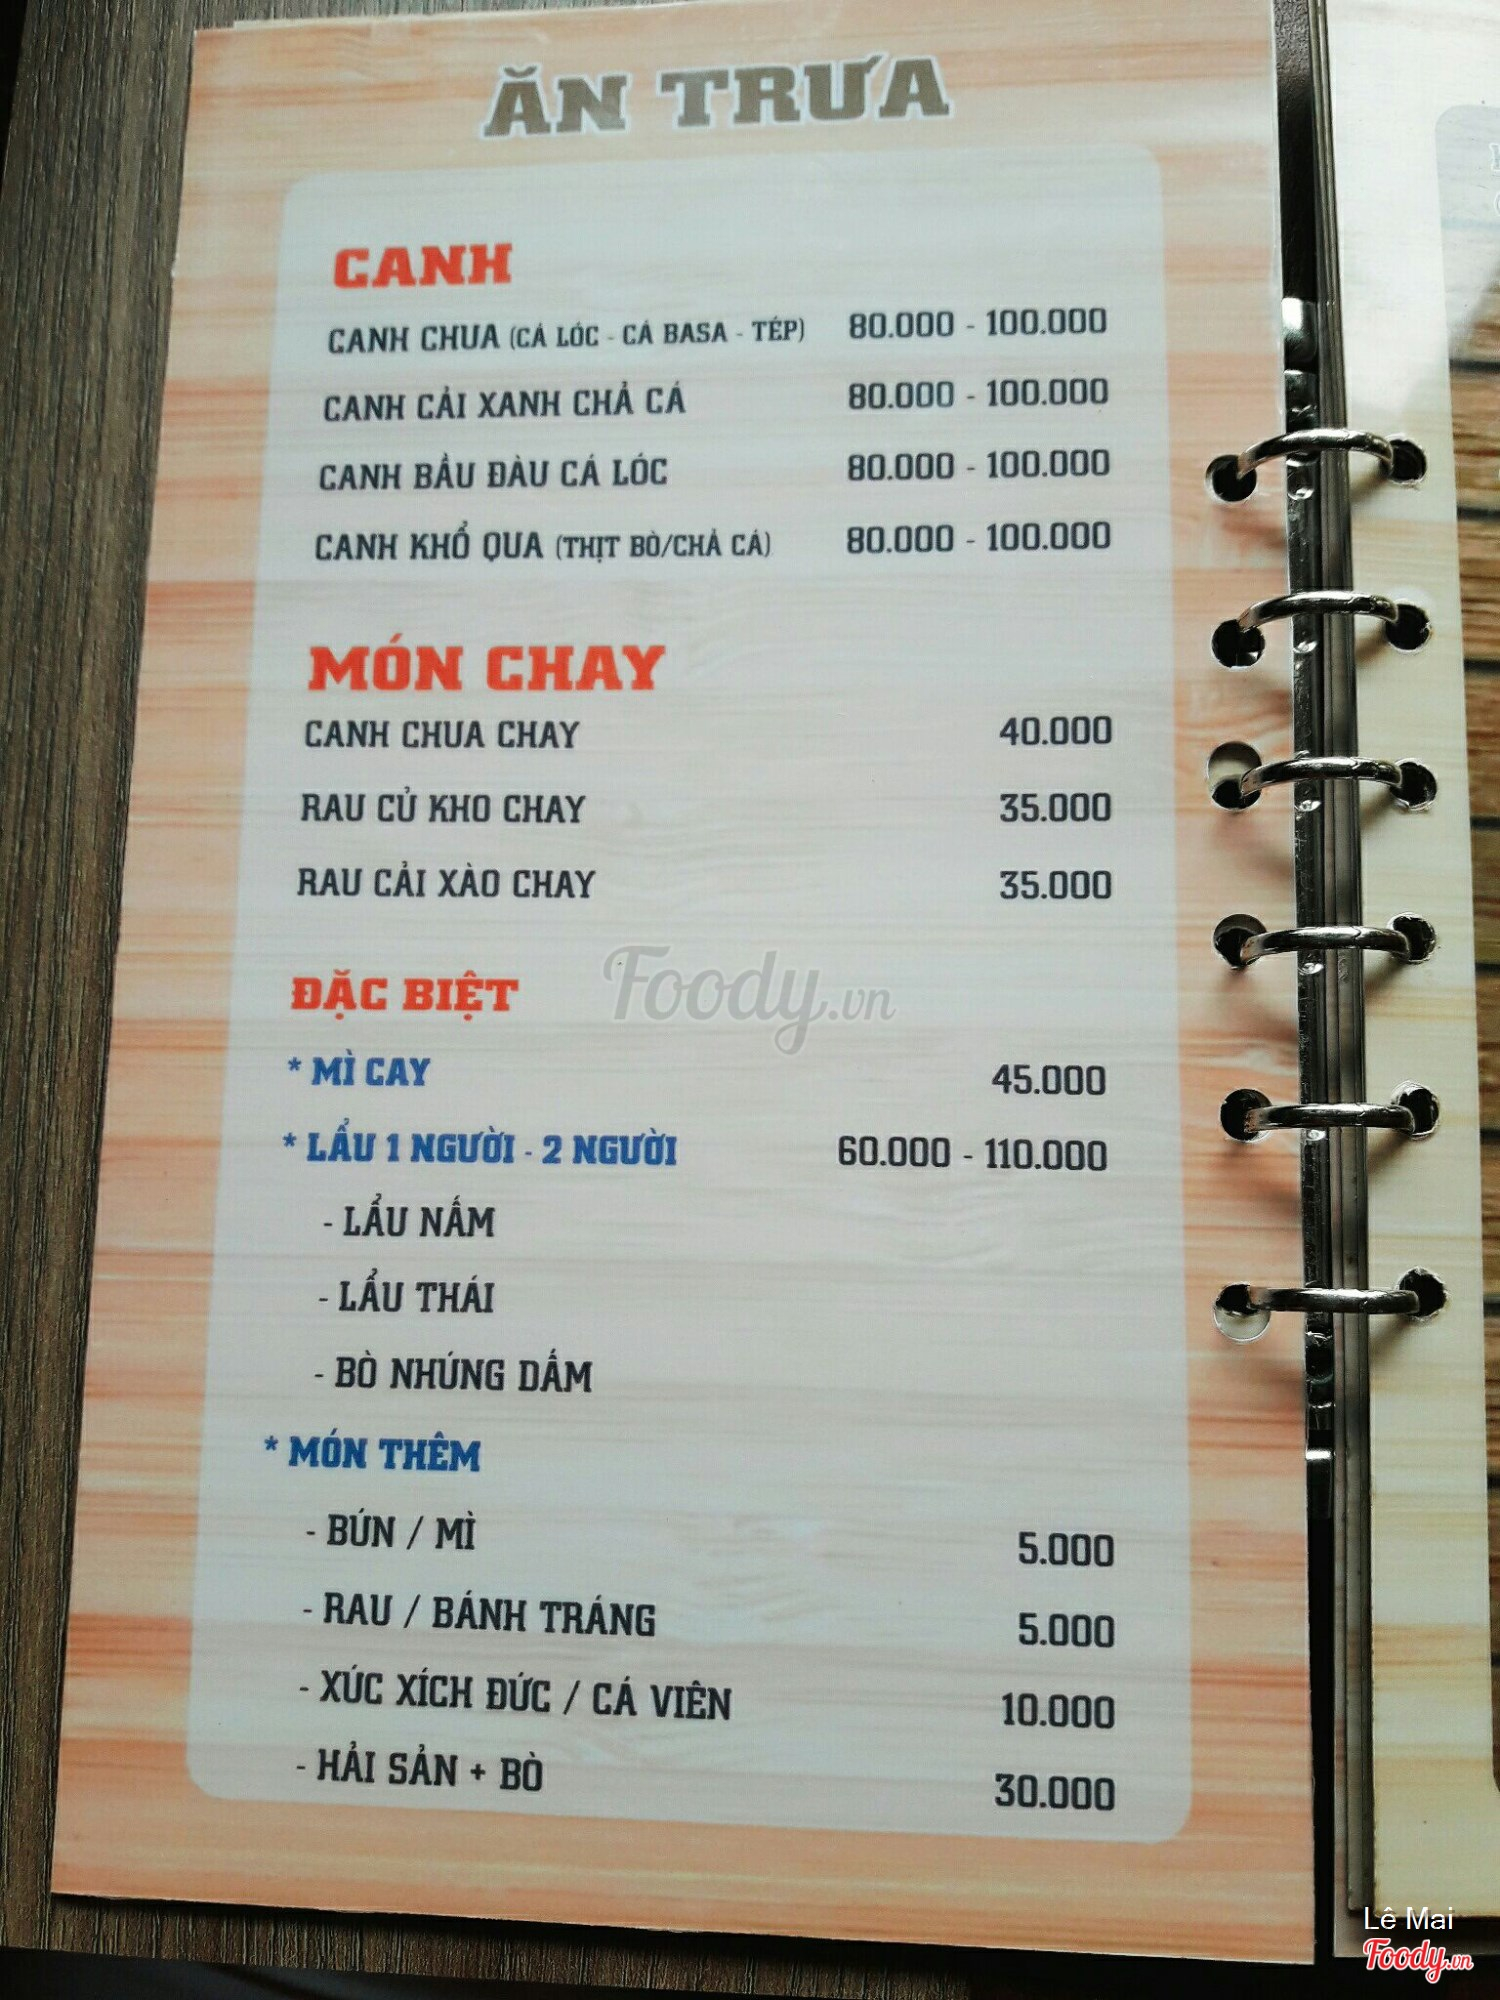 ĂN TRƯA
CANH
CANH CHUA (CÁ LÓC - CÁ BASA - TÉP) 80.000 - 100.000
CANH CẢI XANH CHẢ CÁ 80.000 - 100.000
CANH BẦU ĐÀU CÁ LÓC 80.000 - 100.000
CANH KHỔ QUA (THỊT BÒ/CHẢ CÁ) 80.000 - 100.000
MÓN CHAY
CANH CHUA CHAY 40.000
RAU CỦ KHO CHAY 35.000
RAU CẢI XÀO CHAY 35.000
Foody.vn
ĐẶC BIỆT
* MÌ CAY 45.000
* LẨU 1 NGƯỜI - 2 NGƯỜI 60.000 - 110.000
- LẨU NẤM
- LẨU THÁI
- BÒ NHÚNG DẤM
* MÓN THÊM
- BÚN / MÌ 5.000
- RAU / BÁNH TRÁNG 5.000
- XÚC XÍCH ĐỨC / CÁ VIÊN 10.000
- HẢI SẢN + BÒ 30.000
Lê Mai
Foody.vn